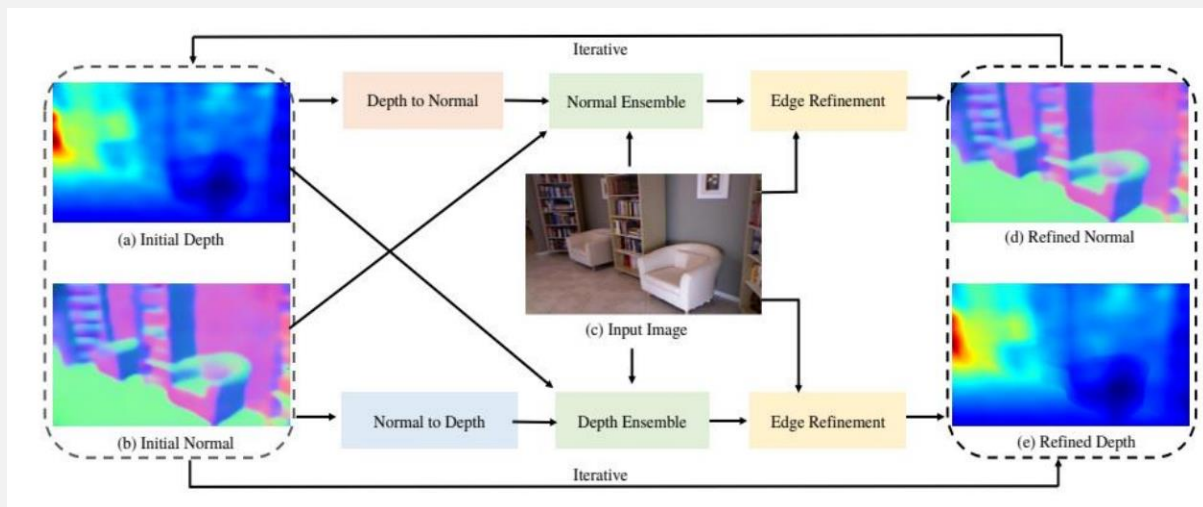 Iterative
Depth to Normal
Normal Ensemble
Edge Refinement
(a) Initial Depth
(d) Refined Normal
(c) Input Image
Normal to Depth
Depth Ensemble
Edge Refinement
(b) Initial Normal
(e) Refined Depth
Iterative